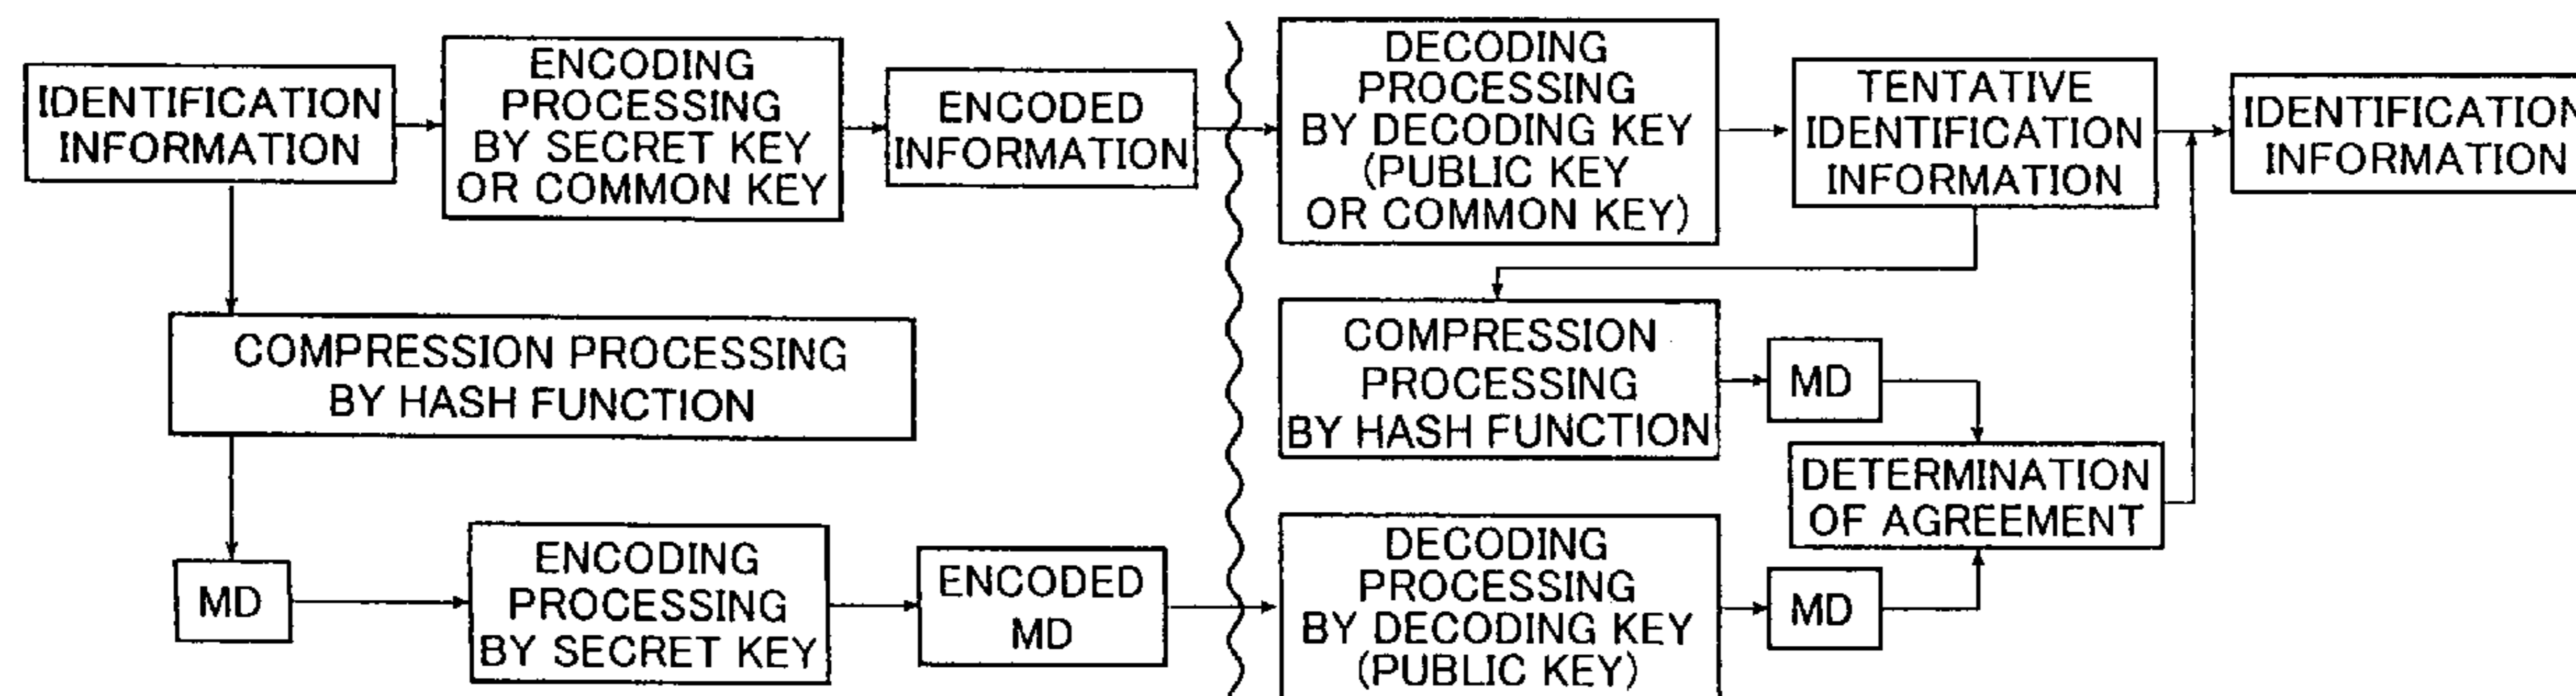 IDENTIFICATION
INFORMATION
ENCODING
PROCESSING
BY SECRET KEY
OR COMMON KEY
ENCODED
INFORMATION
DECODING
PROCESSING
BY DECODING KEY
(PUBLIC KEY
OR COMMON KEY)
TENTATIVE
IDENTIFICATION
INFORMATION
IDENTIFICATION
INFORMATION
COMPRESSION PROCESSING
BY HASH FUNCTION
COMPRESSION
PROCESSING
BY HASH FUNCTION
MD
DETERMINATION
OF AGREEMENT
MD
ENCODING
PROCESSING
BY SECRET KEY
ENCODED
MD
DECODING
PROCESSING
BY DECODING KEY
(PUBLIC KEY)
MD